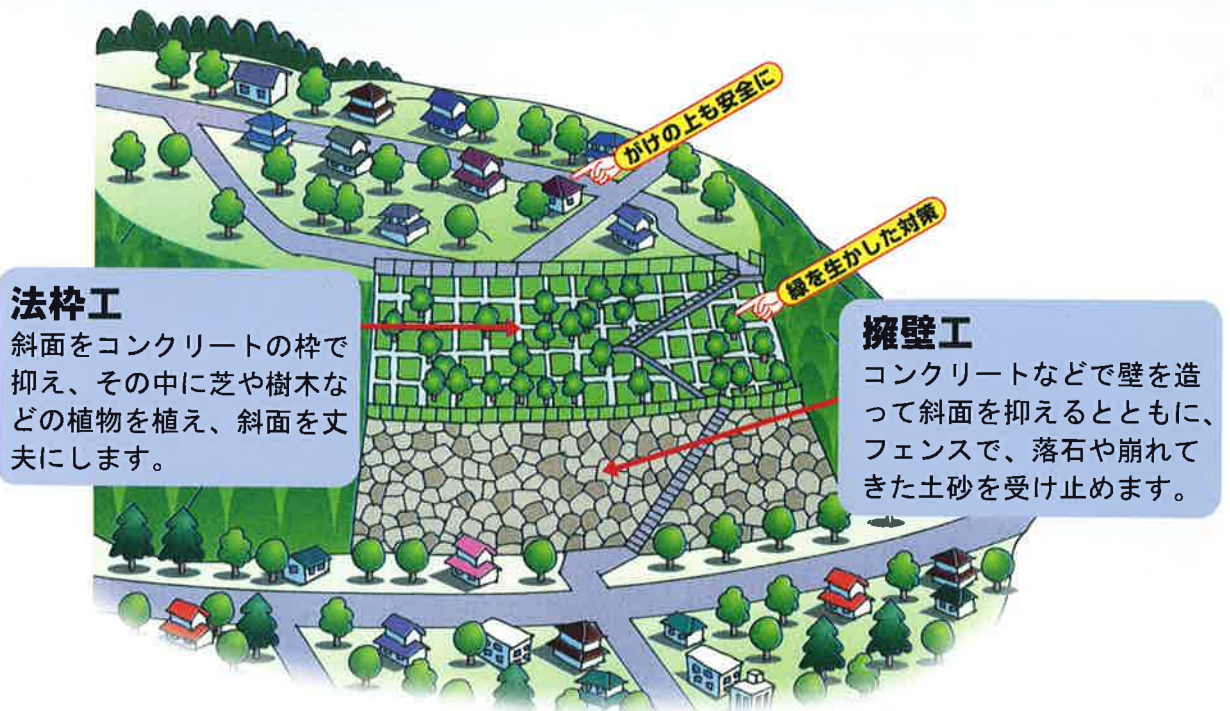 がけの上も安全に
緑を生かした対策
法枠工
斜面をコンクリートの枠で
抑え、その中に芝や樹木な
どの植物を植え、斜面を丈
夫にします。
擁壁工
コンクリートなどで壁を造
って斜面を抑えるとともに、
フェンスで、落石や崩れて
きた土砂を受け止めます。